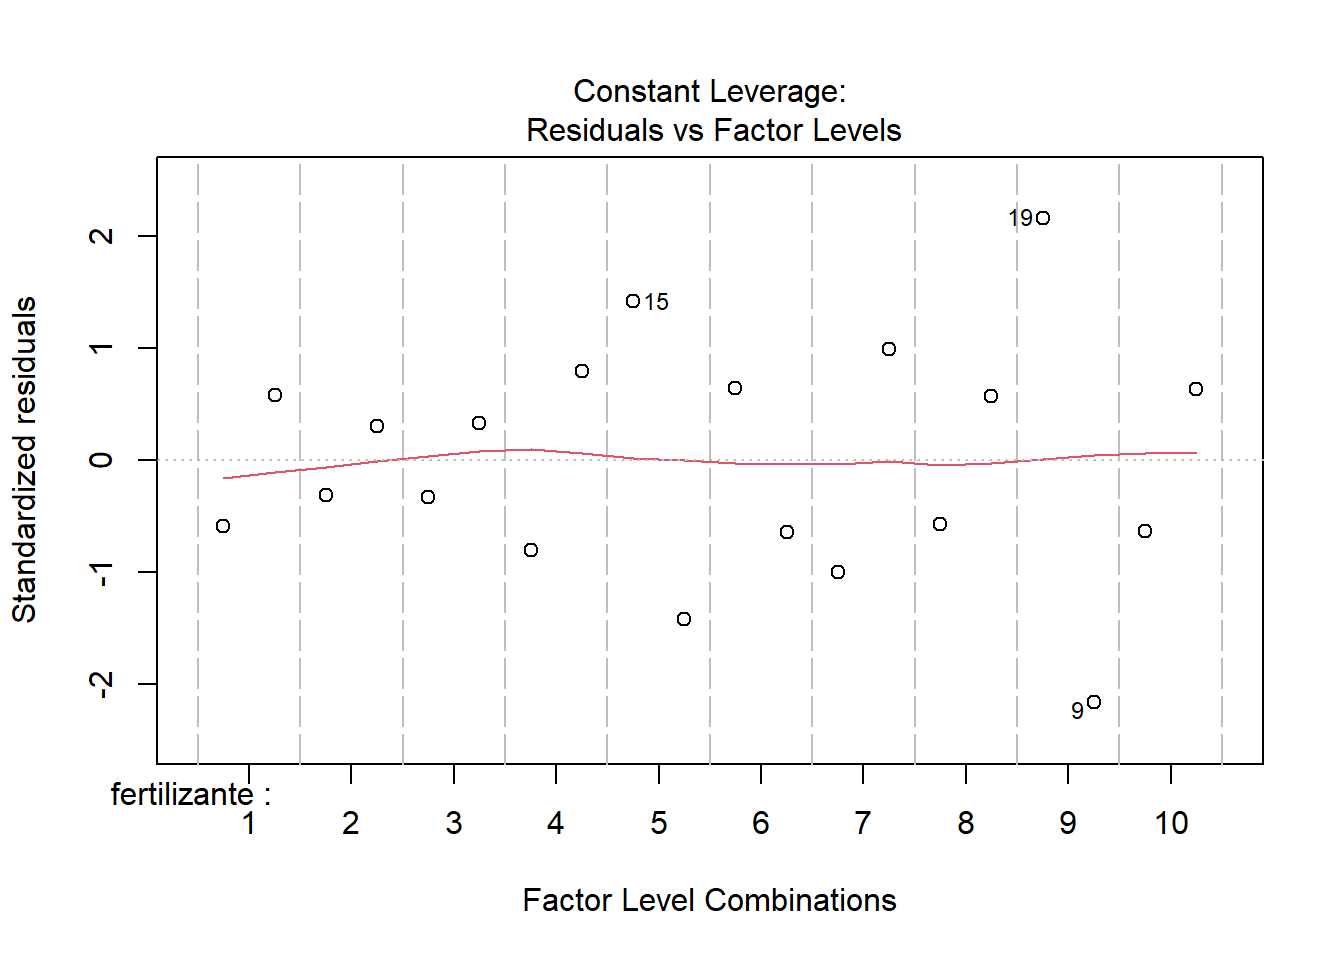 Constant Leverage:
Residuals vs Factor Levels
Standardized residuals
2
1
0
-1
-2
19
15
9
fertilizante :
1 2 3 4 5 6 7 8 9 10
Factor Level Combinations